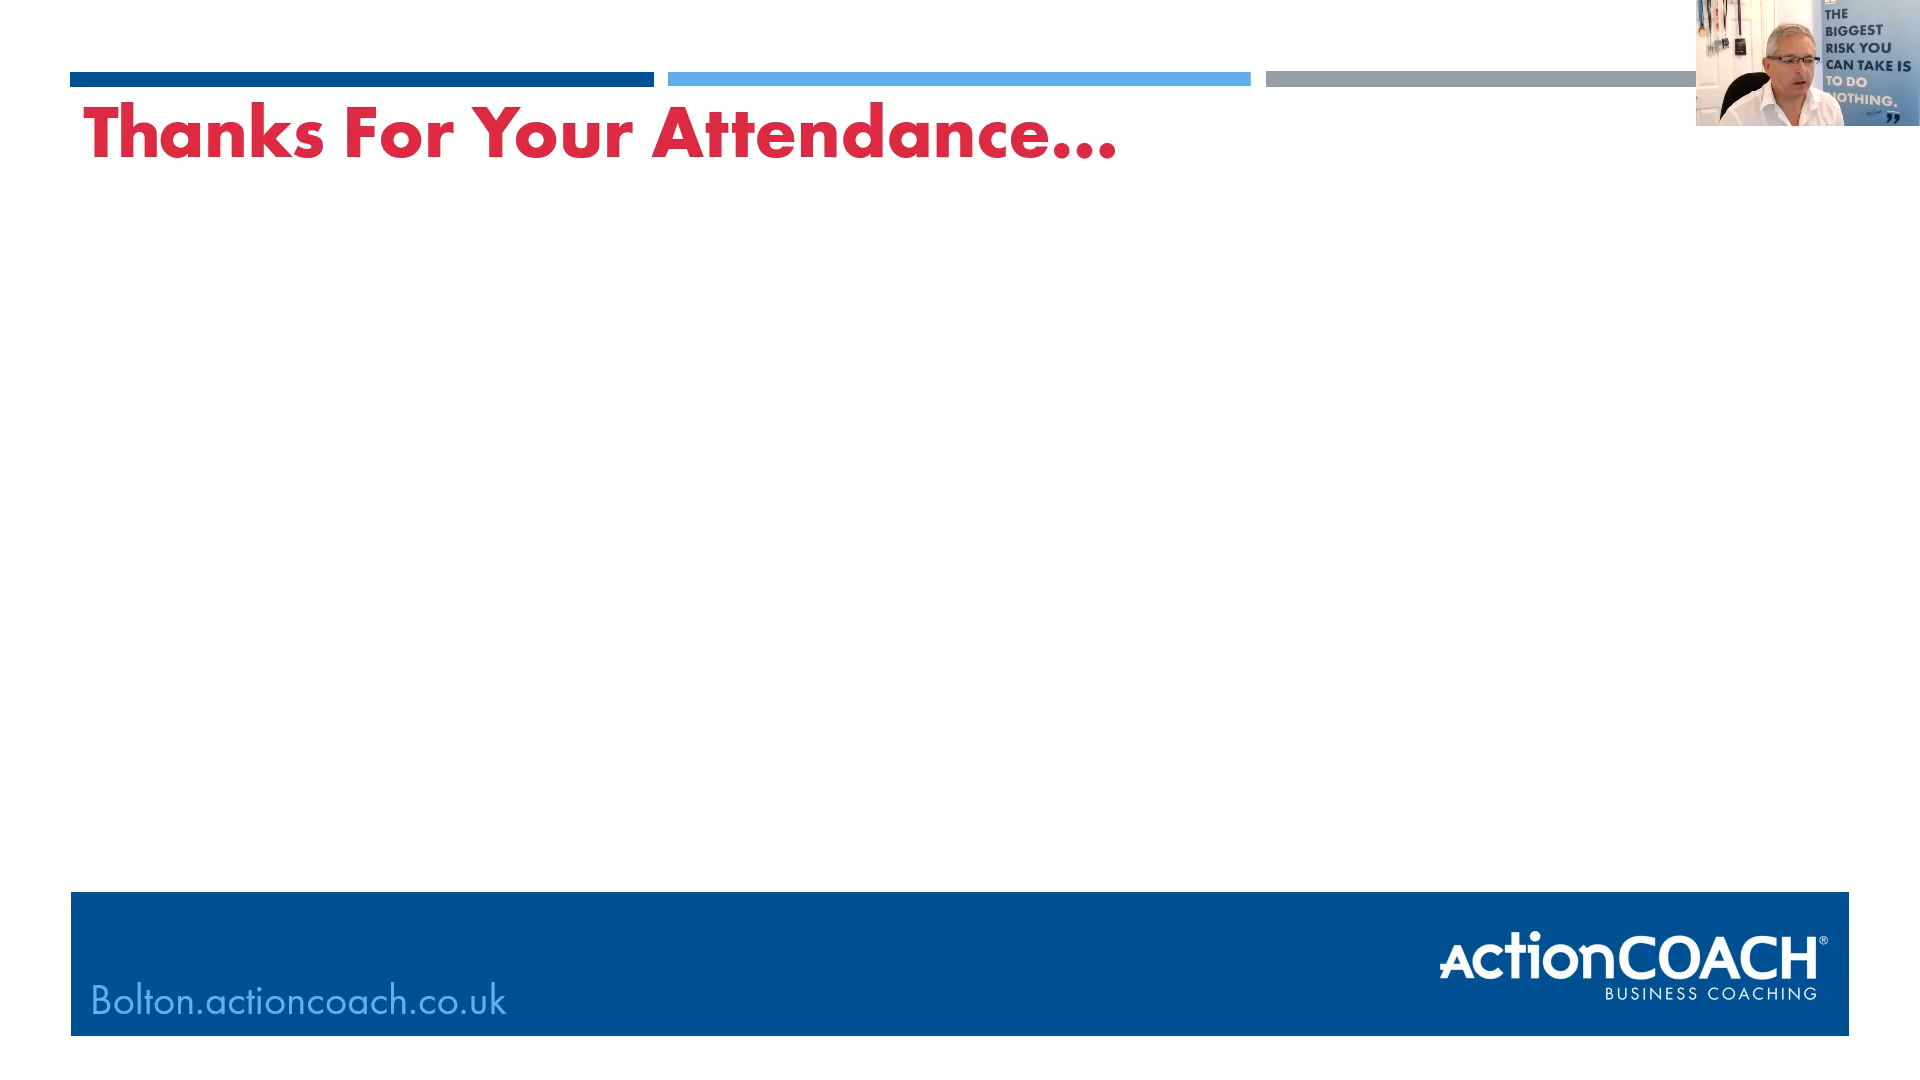 Thanks For Your Attendance...
THE
BIGGEST
RISK YOU
CAN TAKE IS
TO DO
NOTHING.
”
Bolton.actioncoach.co.uk
ActionCOACH®
BUSINESS COACHING